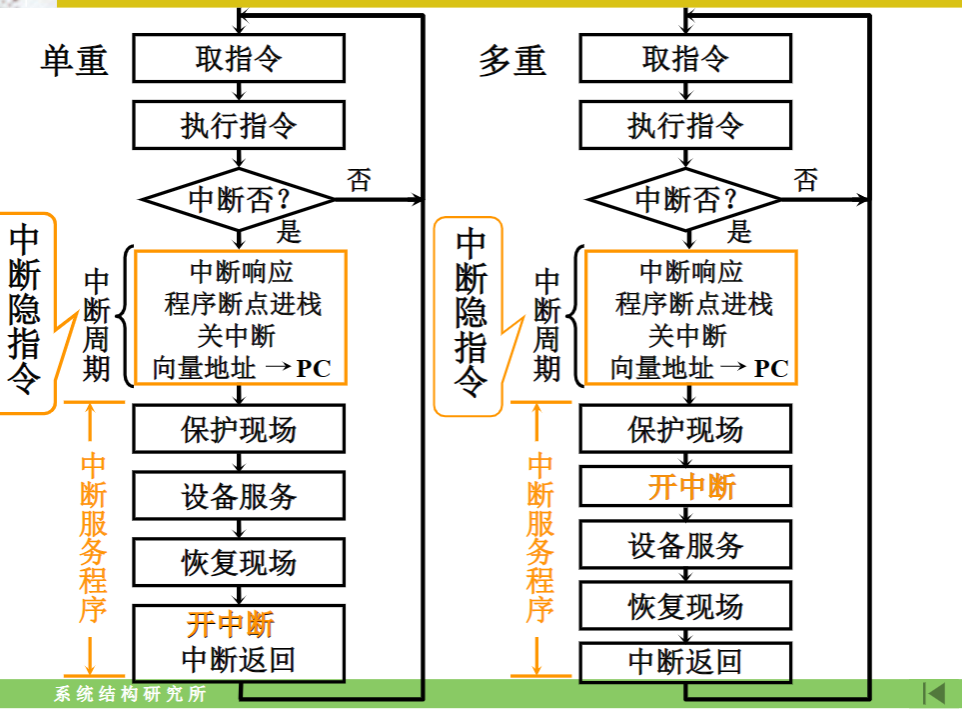 单重
取指令
执行指令
中断否?
否
是
中断隐指令
中断周期
中断响应
程序断点进栈
关中断
向量地址 → PC
中断服务程序
保护现场
设备服务
恢复现场
开中断
中断返回
多重
取指令
执行指令
中断否?
否
是
中断隐指令
中断周期
中断响应
程序断点进栈
关中断
向量地址 → PC
中断服务程序
保护现场
开中断
设备服务
恢复现场
中断返回
系统结构研究所